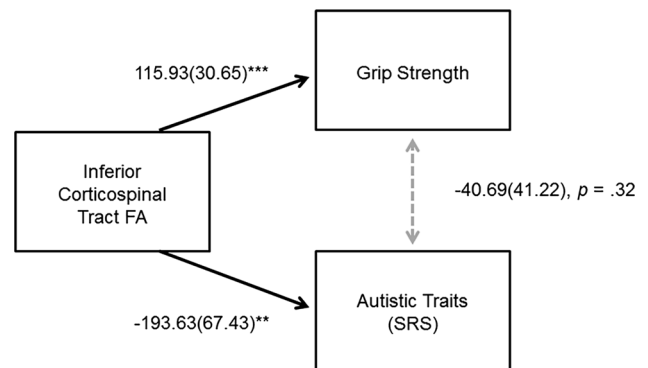 115.93(30.65)***
Grip Strength
Inferior
Corticospinal
Tract FA
-40.69(41.22), p = .32
-193.63(67.43)**
Autistic Traits
(SRS)